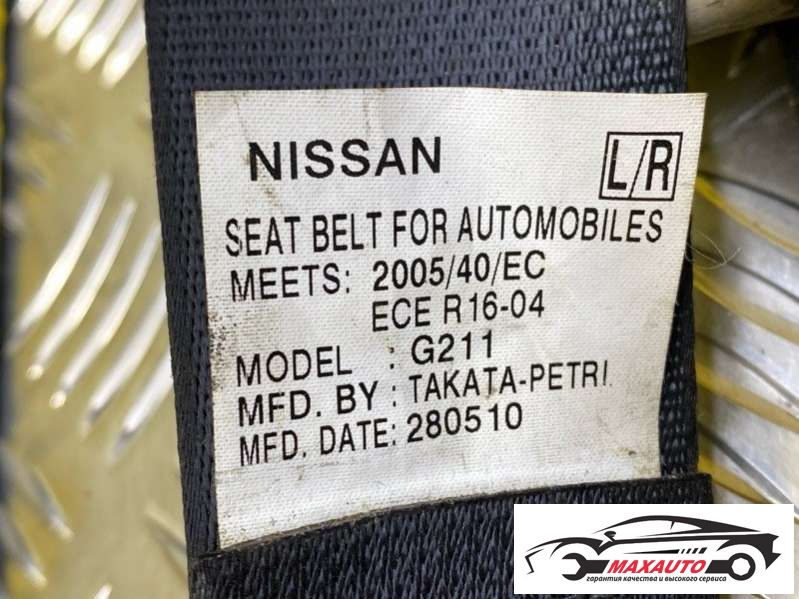 NISSAN L/R
SEAT BELT FOR AUTOMOBILES
MEETS: 2005/40/EC
ECE R16-04
MODEL : G211
MFD. BY : TAKATA-PETRI
MFD. DATE: 280510
MAXAUTO
гарантия качества и высокого сервиса